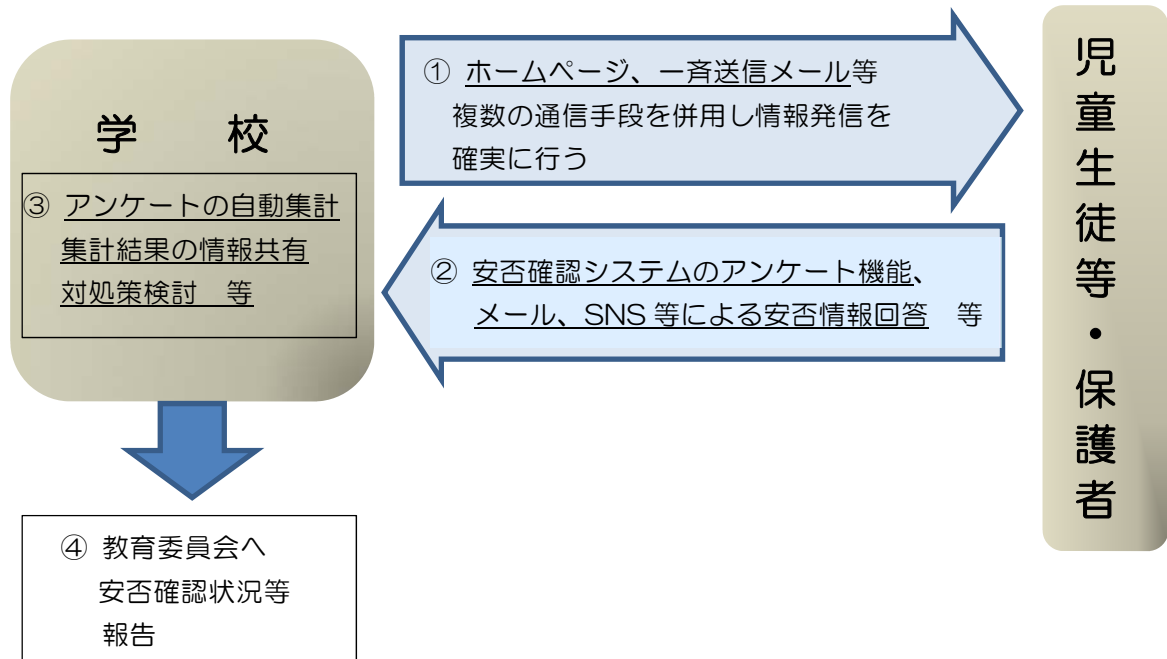 学　校
① ホームページ、一斉送信メール等
複数の通信手段を併用し情報発信を
確実に行う
② 安否確認システムのアンケート機能、
メール、SNS 等による安否情報回答　等
③ アンケートの自動集計
集計結果の情報共有
対処策検討　等
④ 教育委員会へ
安否確認状況等
報告
児童生徒等・保護者